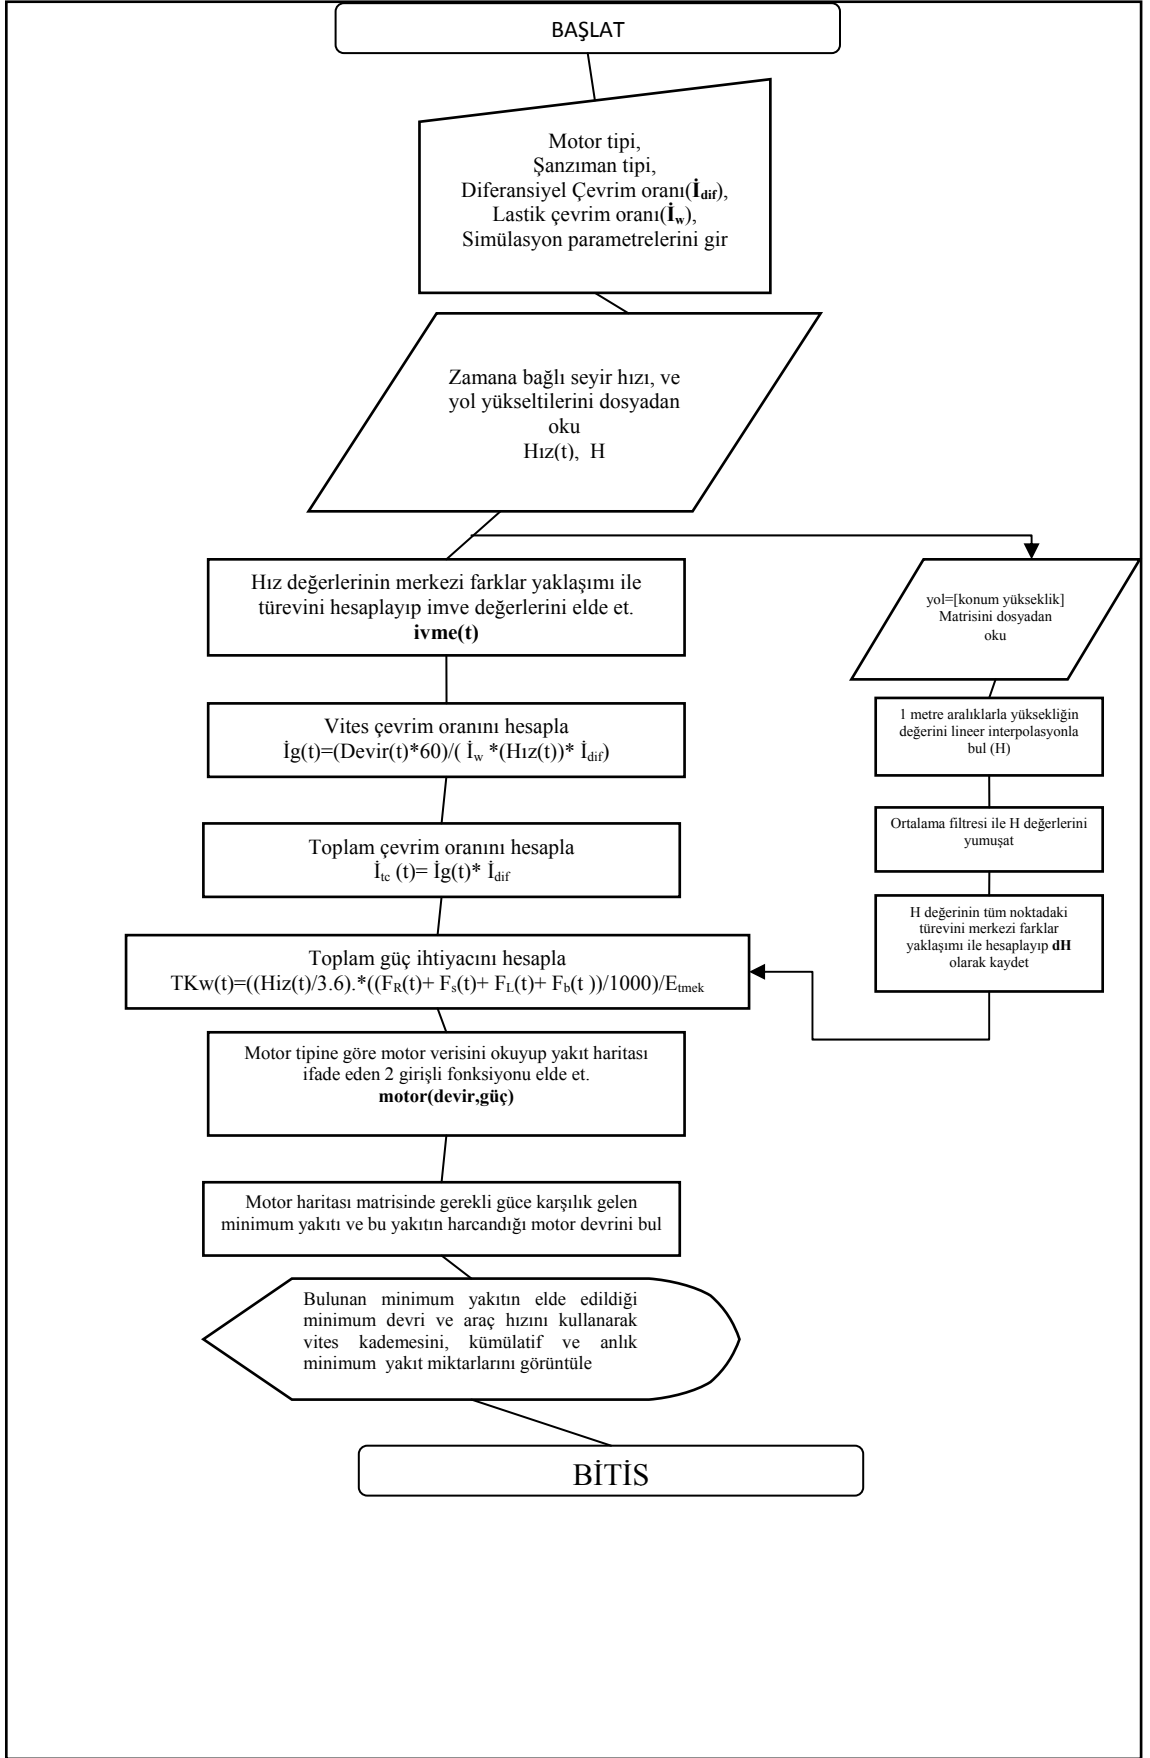 BAŞLAT
Motor tipi,
Şanzıman tipi,
Diferansiyel Çevrim oranı(İdif),
Lastik çevrim oranı(İw),
Simülasyon parametrelerini gir
Zamana bağlı seyir hızı, ve
yol yükseltilerini dosyadan
oku
Hız(t), H
Hız değerlerinin merkezi farklar yaklaşımı ile
türevini hesaplayıp imve değerlerini elde et.
ivme(t)
Vites çevrim oranını hesapla
İg(t)=(Devir(t)*60)/( İw *(Hız(t))* İdif)
Toplam çevrim oranını hesapla
İtc (t)= İg(t)* İdif
yol=[konum yükseklik]
Matrisini dosyadan
oku
1 metre aralıklarla yüksekliğin
değerini lineer interpolasyonla
bul (H)
Ortalama filtresi ile H değerlerini
yumuşat
H değerinin tüm noktadaki
türevini merkezi farklar
yaklaşımı ile hesaplayıp dH
olarak kaydet
Toplam güç ihtiyacını hesapla
TKw(t)=((Hiz(t)/3.6).*((FR(t)+ Fs(t)+ FL(t)+ Fb(t ))/1000)/Etmek
Motor tipine göre motor verisini okuyup yakıt haritası
ifade eden 2 girişli fonksiyonu elde et.
motor(devir,güç)
Motor haritası matrisinde gerekli güce karşılık gelen
minimum yakıtı ve bu yakıtın harcandığı motor devrini bul
Bulunan minimum yakıtın elde edildiği
minimum devri ve araç hızını kullanarak
vites kademesini, kümülatif ve anlık
minimum yakıt miktarlarını görüntüle
BİTİS